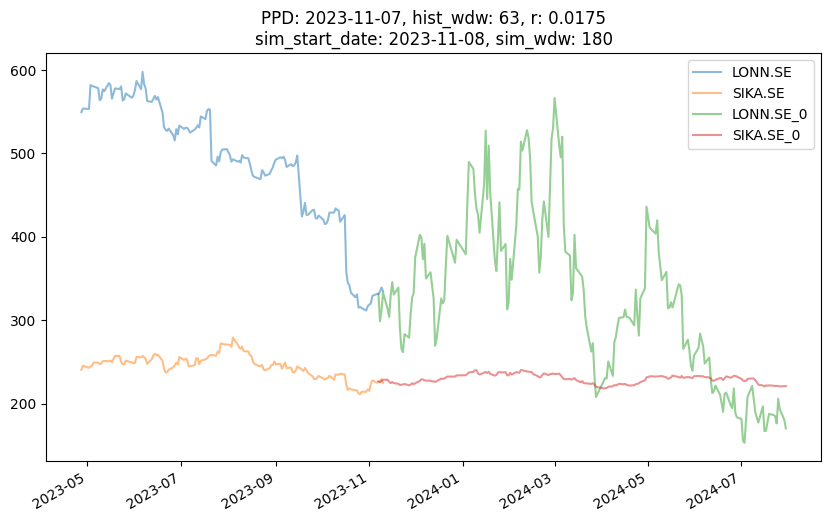 PPD: 2023-11-07, hist_wdw: 63, r: 0.0175
sim_start_date: 2023-11-08, sim_wdw: 180
LONN.SE
SIKA.SE
LONN.SE_0
SIKA.SE_0
600
500
400
300
200
2023-05
2023-07
2023-09
2023-11
2024-01
2024-03
2024-05
2024-07